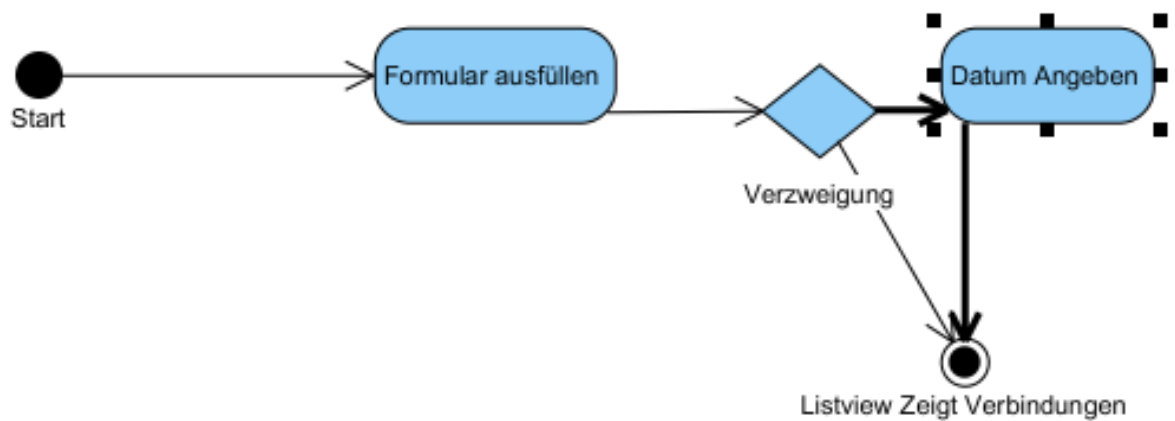 Start
Formular ausfüllen
Verzweigung
Datum Angeben
Listview Zeigt Verbindungen